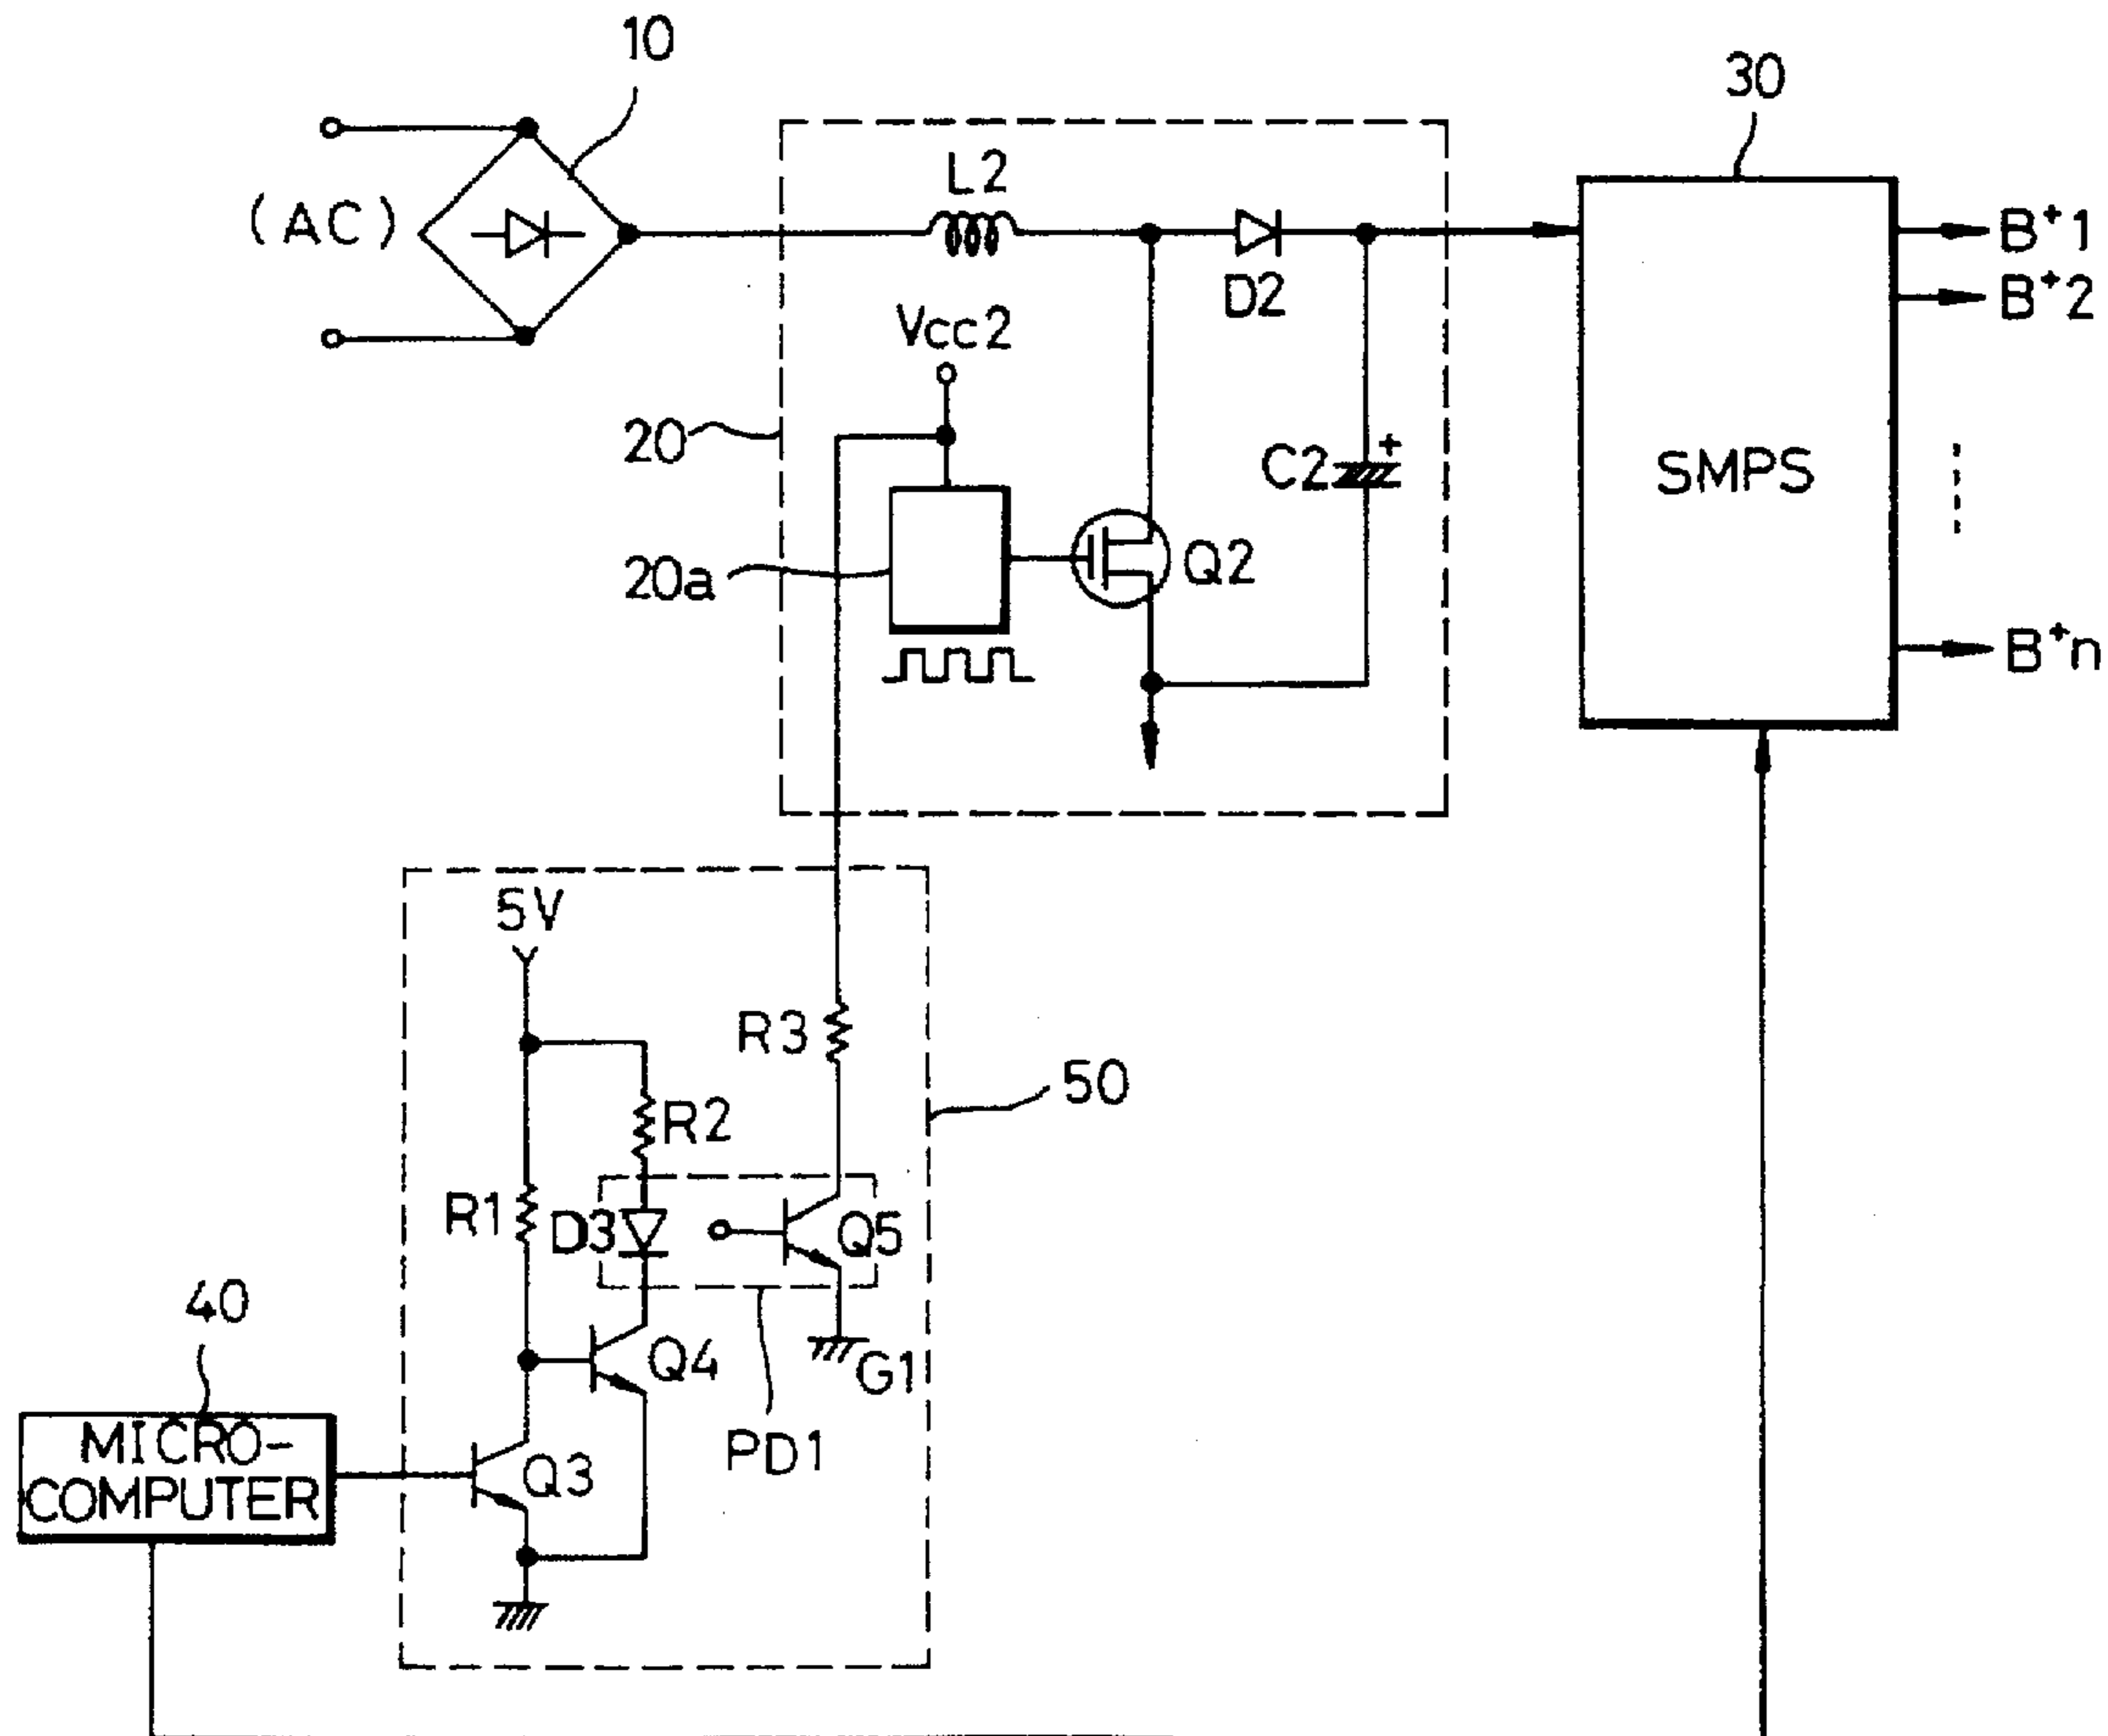 10
30
(AC)
L2
D2
B+1
B+2
Vcc2
20
C2
+
SMPS
20a
Q2
B+n
5V
R3
50
R2
R1
D3
Q5
40
Q4
G1
MICRO-
COMPUTER
Q3
PD1